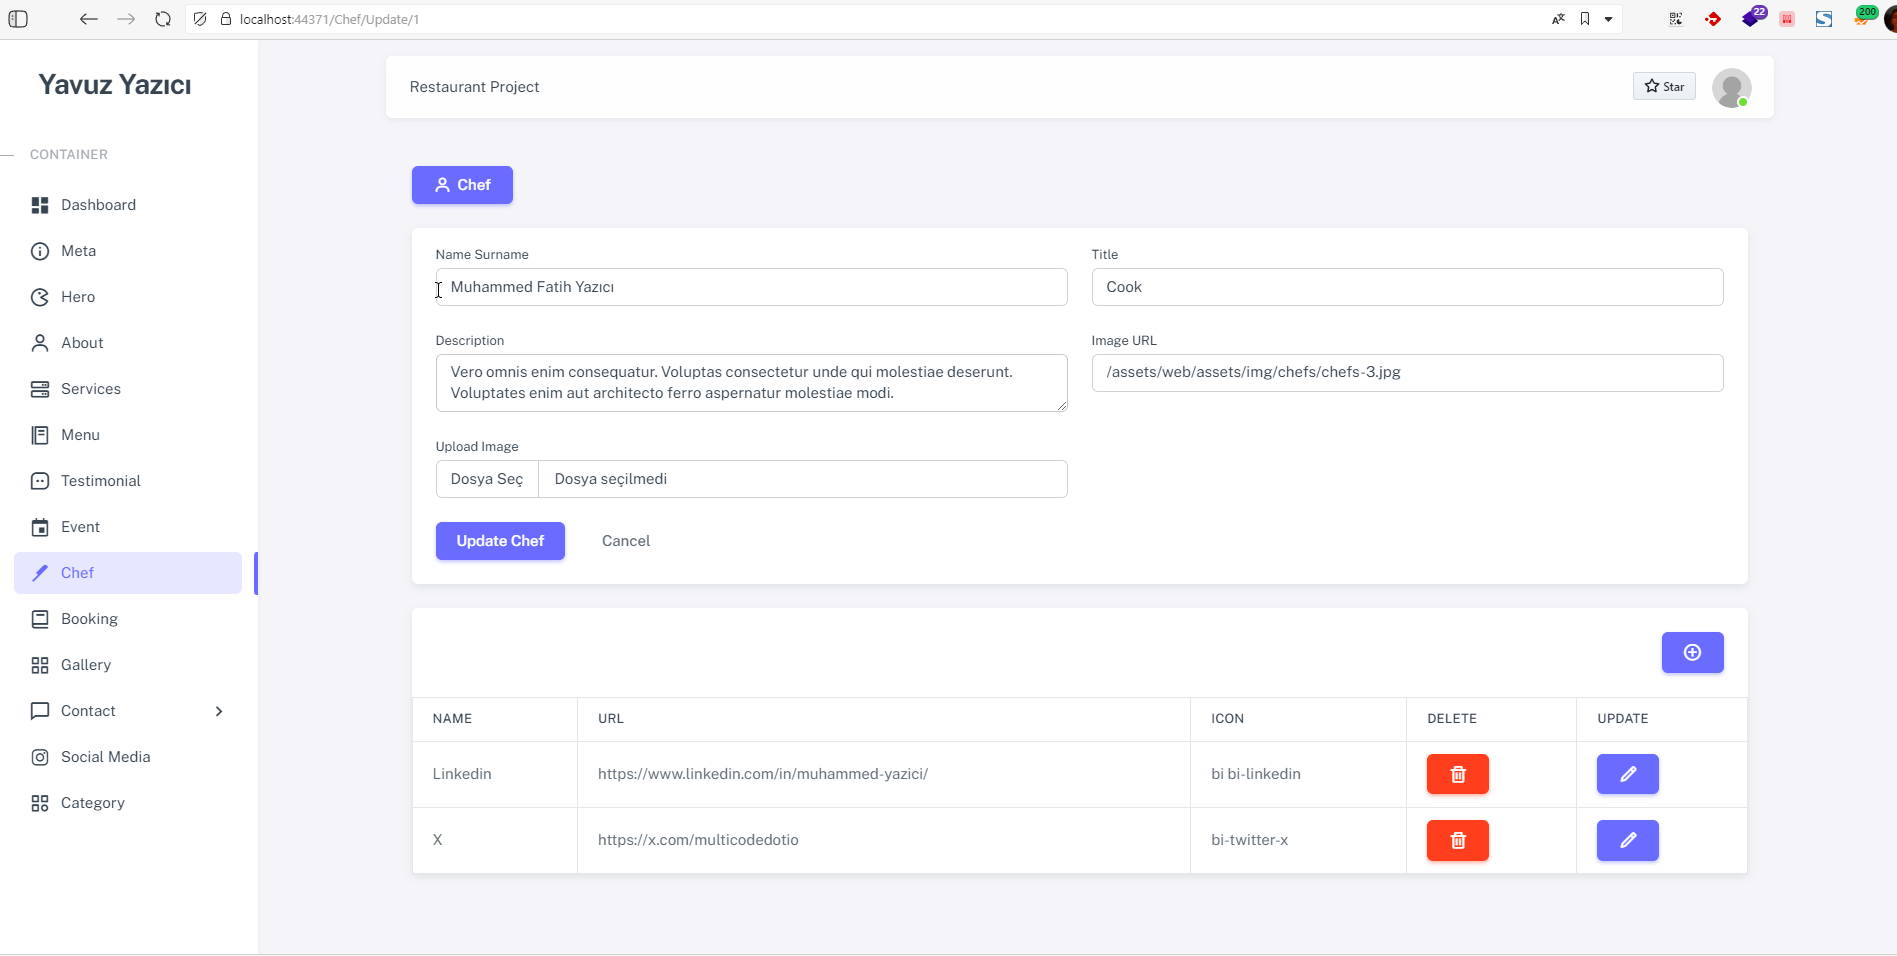 localhost:44371/Chef/Update/1
22
200
Yavuz Yazıcı
Restaurant Project
Star
CONTAINER
Dashboard
Meta
Hero
About
Services
Menu
Testimonial
Event
Chef
Booking
Gallery
Contact
Social Media
Category
Chef
Name Surname
Muhammed Fatih Yazıcı
Title
Cook
Description
Vero omnis enim consequatur. Voluptas consectetur unde qui molestiae deserunt.
Voluptates enim aut architecto ferro aspernatur molestiae modi.
Image URL
/assets/web/assets/img/chefs/chefs-3.jpg
Upload Image
Dosya Seç Dosya seçilmedi
Update Chef Cancel
NAME URL ICON DELETE UPDATE
Linkedin https://www.linkedin.com/in/muhammed-yazici/ bi bi-linkedin
X https://x.com/multicodedotio bi-twitter-x